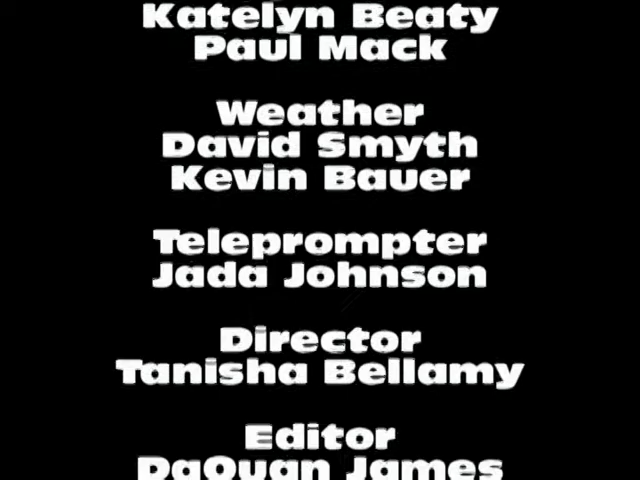 Katelyn Beaty
Paul Mack
Weather
David Smyth
Kevin Bauer
Teleprompter
Jada Johnson
Director
Tanisha Bellamy
Editor
DaQuan James